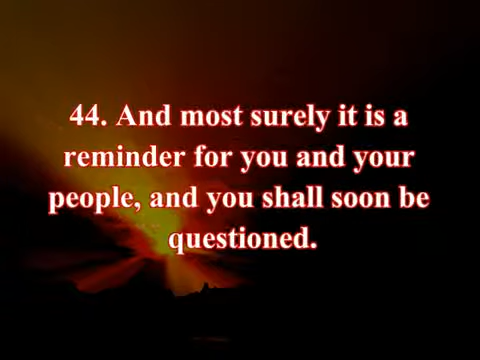 44. And most surely it is a
reminder for you and your
people, and you shall soon be
questioned.